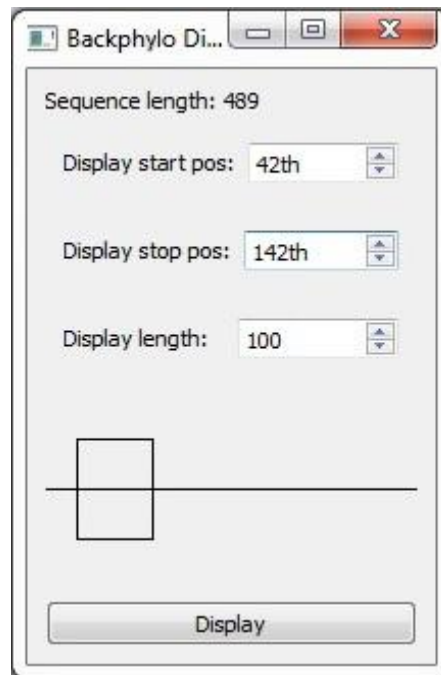 Backphylo Di...
Sequence length: 489
Display start pos: 42th
Display stop pos: 142th
Display length: 100
Display